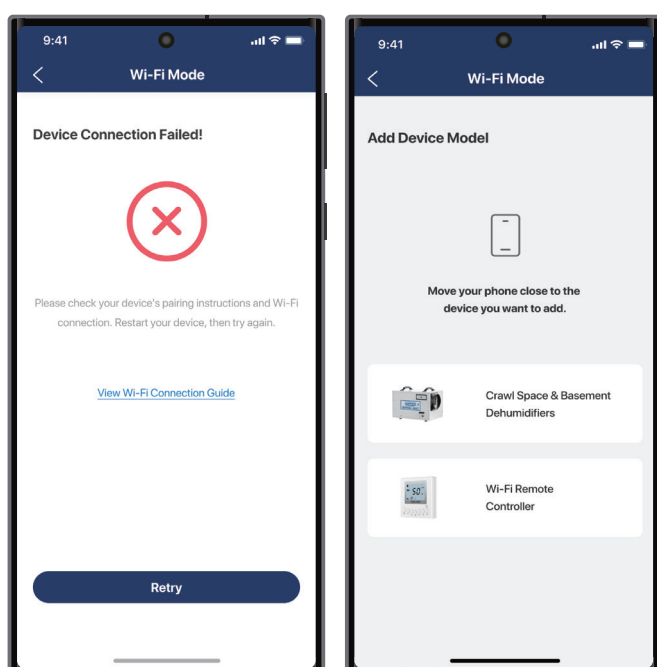 9:41
Wi-Fi Mode
Device Connection Failed!
Please check your device's pairing instructions and Wi-Fi
connection. Restart your device, then try again.
View Wi-Fi Connection Guide
Retry
9:41
Wi-Fi Mode
Add Device Model
Move your phone close to the
device you want to add.
Crawl Space & Basement
Dehumidifiers
50
Wi-Fi Remote
Controller